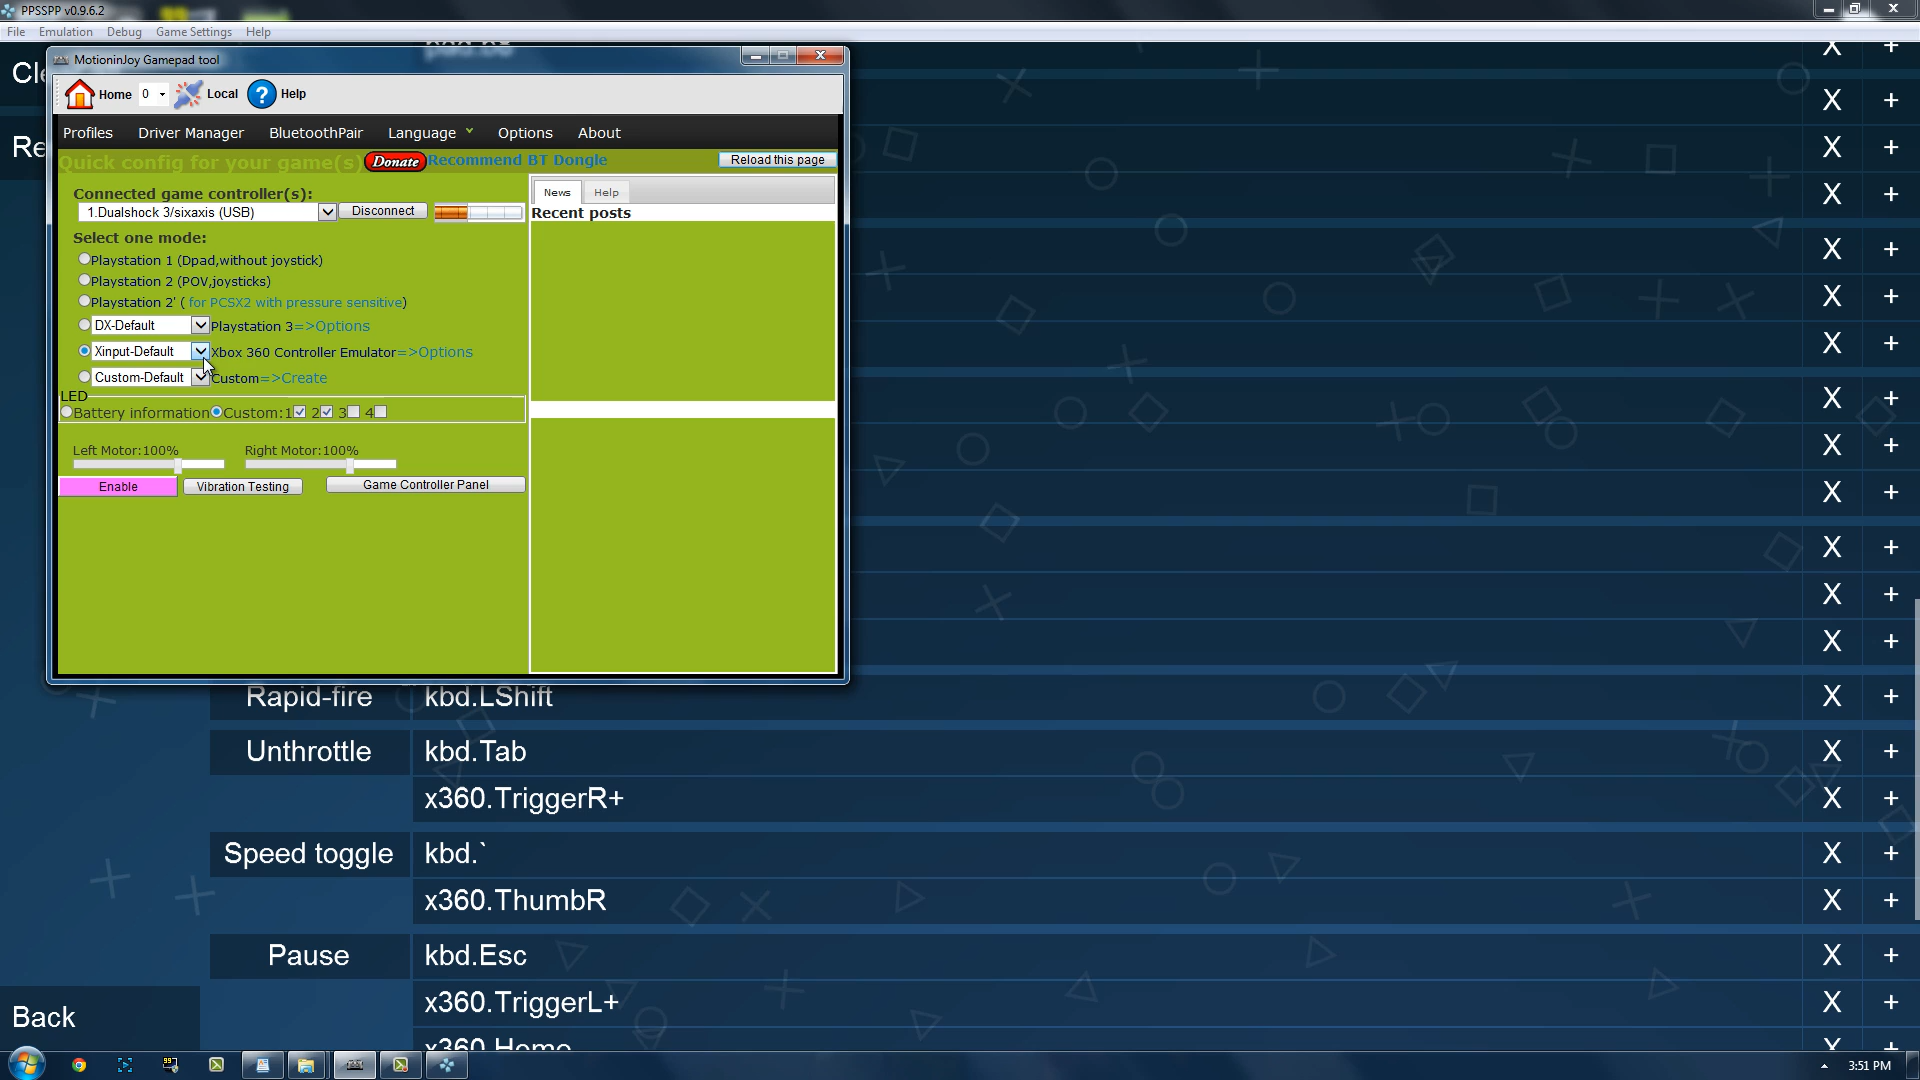 PPSSPP v0.9.6.2
File Emulation Debug Game Settings Help
MotioninJoy Gamepad tool
Home 0 Local Help
Profiles Driver Manager BluetoothPair Language Options About
Quick config for your game(s) Donate Recommend BT Dongle Reload this page
Connected game controller(s):
1.Dualshock 3/sixaxis (USB) Disconnect
Select one mode:
Playstation 1 (Dpad,without joystick)
Playstation 2 (POV,joysticks)
Playstation 2' ( for PCSX2 with pressure sensitive)
DX-Default Playstation 3=>Options
Xinput-Default Xbox 360 Controller Emulator=>Options
Custom-Default Custom=>Create
LED
Battery information Custom:1 2 3 4
Left Motor:100% Right Motor:100%
Enable Vibration Testing Game Controller Panel
News Help
Recent posts
Cle
Re
X +
X +
X +
X +
X +
X +
X +
X +
X +
X +
X +
X +
X +
Rapid-fire kbd.LShift X +
Unthrottle kbd.Tab X +
x360.TriggerR+ X +
Speed toggle kbd.` X +
x360.ThumbR X +
Pause kbd.Esc X +
x360.TriggerL+ X +
x360.Home X +
Back
3:51 PM